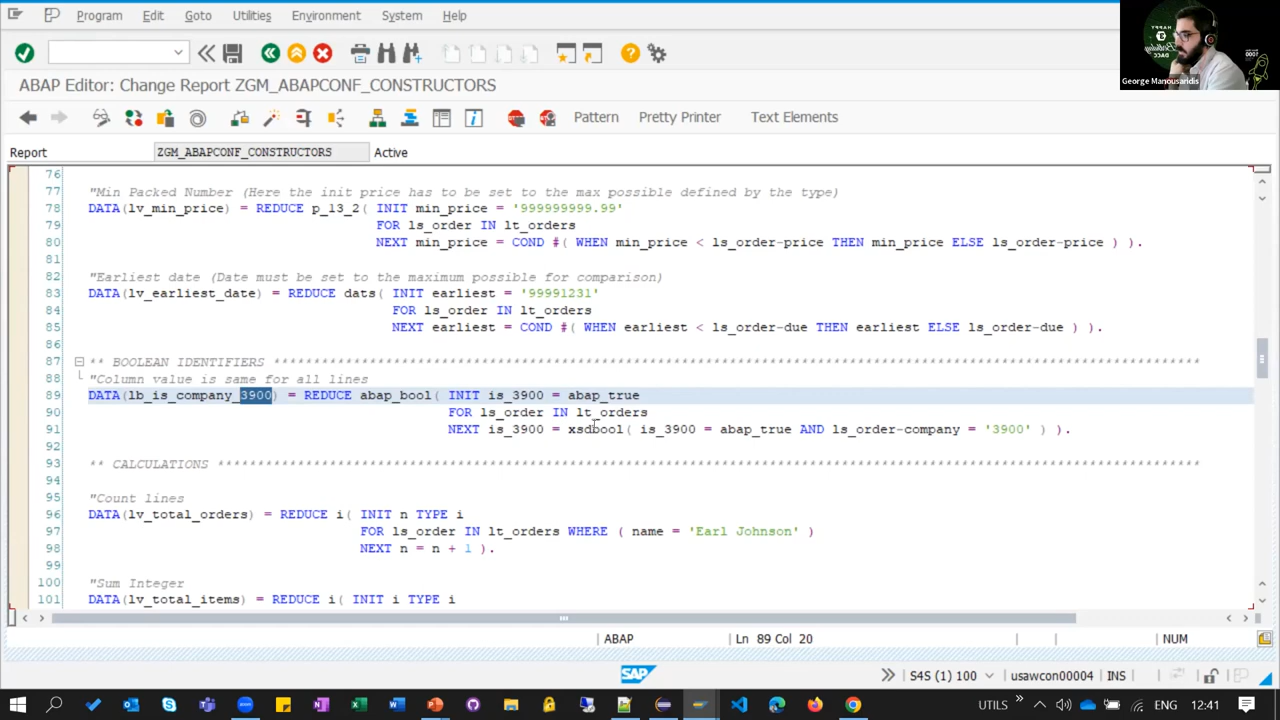 Program Edit Goto Utilities Environment System Help
HAPPY
Birthday
DACC
George Manousaridis
ABAP Editor: Change Report ZGM_ABAPCONF_CONSTRUCTORS
Pattern Pretty Printer Text Elements
Report ZGM_ABAPCONF_CONSTRUCTORS Active
76
77 "Min Packed Number (Here the init price has to be set to the max possible defined by the type)
78 DATA(lv_min_price) = REDUCE p_13_2( INIT min_price = '999999999.99'
79 FOR ls_order IN lt_orders
80 NEXT min_price = COND #( WHEN min_price < ls_order-price THEN min_price ELSE ls_order-price ) ).
81
82 "Earliest date (Date must be set to the maximum possible for comparison)
83 DATA(lv_earliest_date) = REDUCE dats( INIT earliest = '99991231'
84 FOR ls_order IN lt_orders
85 NEXT earliest = COND #( WHEN earliest < ls_order-due THEN earliest ELSE ls_order-due ) ).
86
87 ** BOOLEAN IDENTIFIERS ********************************************************************************************************************
88 "Column value is same for all lines
89 DATA(lb_is_company_3900) = REDUCE abap_bool( INIT is_3900 = abap_true
90 FOR ls_order IN lt_orders
91 NEXT is_3900 = xsdbool( is_3900 = abap_true AND ls_order-company = '3900' ) ).
92
93 ** CALCULATIONS ***************************************************************************************************************************
94
95 "Count lines
96 DATA(lv_total_orders) = REDUCE i( INIT n TYPE i
97 FOR ls_order IN lt_orders WHERE ( name = 'Earl Johnson' )
98 NEXT n = n + 1 ).
99
100 "Sum Integer
101 DATA(lv_total_items) = REDUCE i( INIT i TYPE i
ABAP Ln 89 Col 20 NUM
SAP S4S (1) 100 usawcon00004 INS
UTILS ENG 12:41